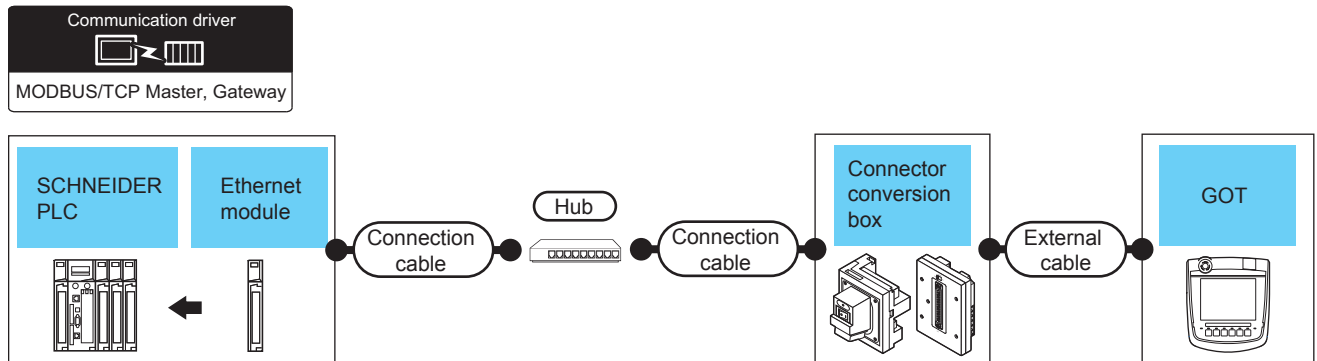 Communication driver
MODBUS/TCP Master, Gateway
SCHNEIDER
PLC
Ethernet
module
Connection
cable
Hub
Connection
cable
Connector
conversion
box
External
cable
GOT